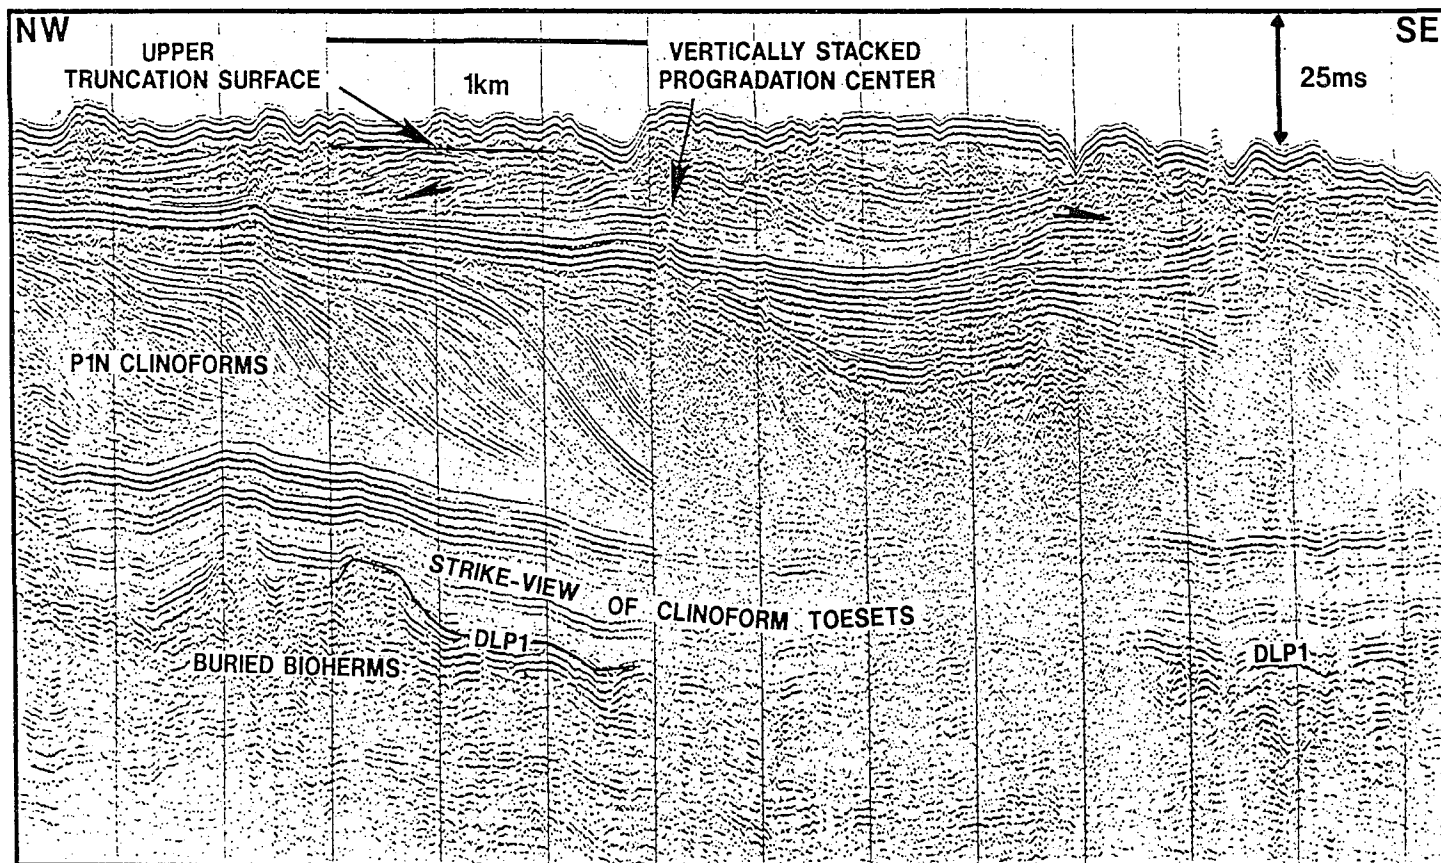 NW
SE
UPPER
TRUNCATION SURFACE
1km
VERTICALLY STACKED
PROGRADATION CENTER
25ms
P1N CLINOFORMS
STRIKE-VIEW OF CLINOFORM TOESETS
DLP1
BURIED BIOHERMS
DLP1